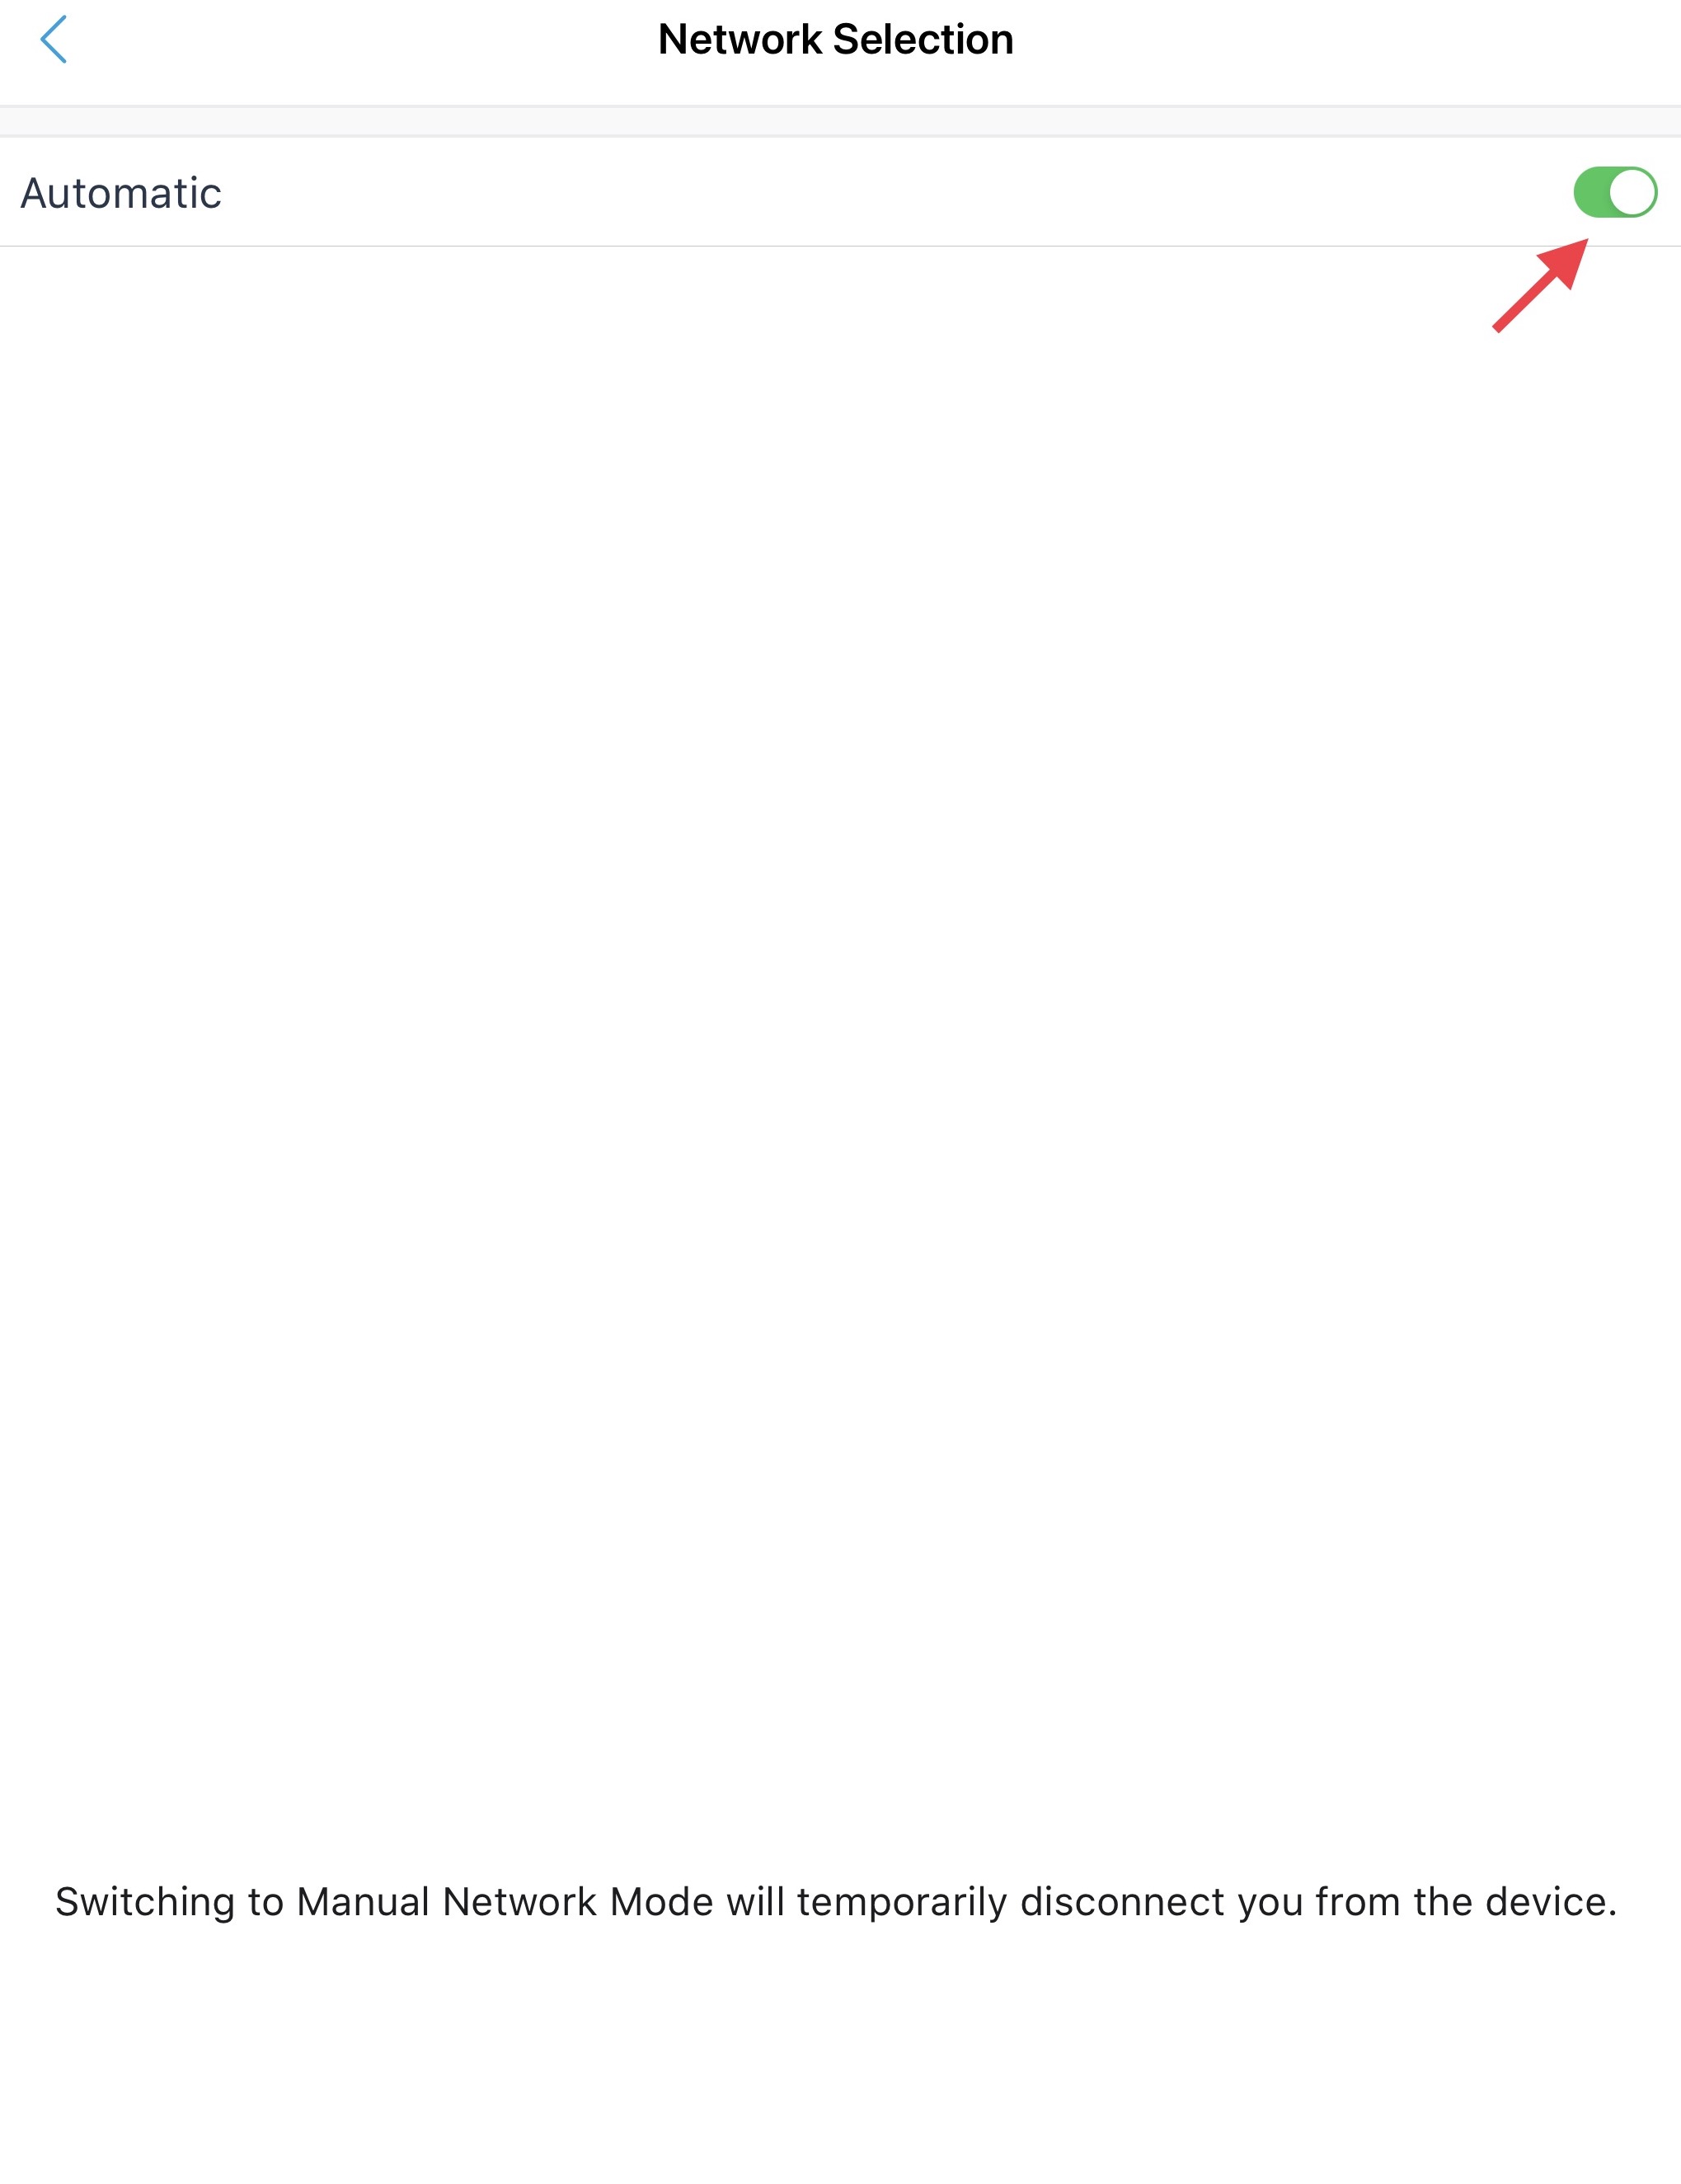 Network Selection
Automatic
Switching to Manual Network Mode will temporarily disconnect you from the device.